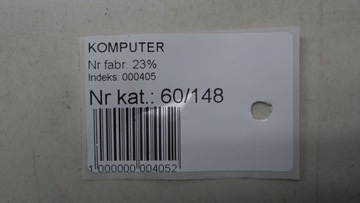 KOMPUTER
Nr fabr. 23%
Indeks: 000405
Nr kat.: 60/148
1 000000 004052